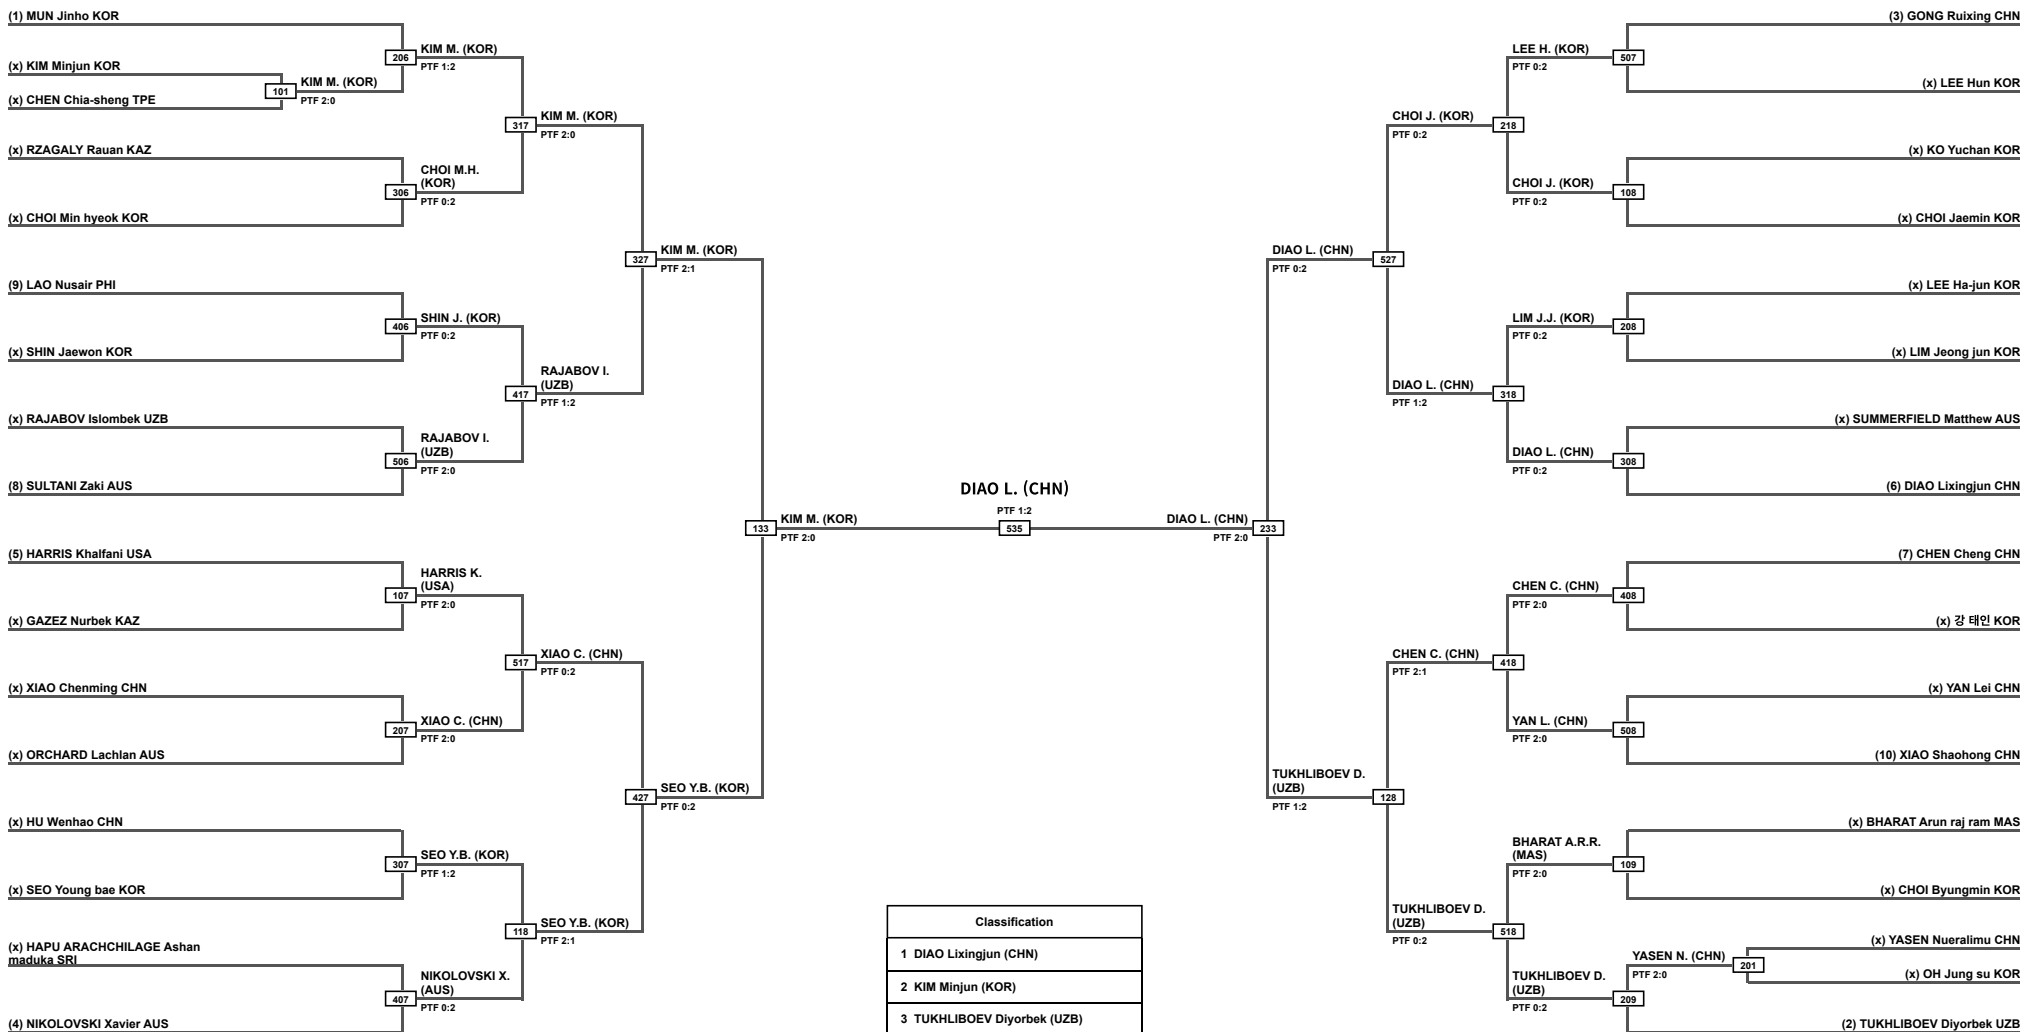 (1) MUN Jinho KOR
(x) KIM Minjun KOR
(x) CHEN Chia-sheng TPE
(x) RZAGALY Rauan KAZ
(x) CHOI Min hyeok KOR
(9) LAO Nusair PHI
(x) SHIN Jaewon KOR
(x) RAJABOV Islombek UZB
(8) SULTANI Zaki AUS
(5) HARRIS Khalfani USA
(x) GAZEZ Nurbek KAZ
(x) XIAO Chenming CHN
(x) ORCHARD Lachlan AUS
(x) HU Wenhao CHN
(x) SEO Young bae KOR
(x) HAPU ARACHCHILAGE Ashan
maduka SRI
(4) NIKOLOVSKI Xavier AUS
101
KIM M. (KOR)
PTF 2:0
206
KIM M. (KOR)
PTF 1:2
306
CHOI M.H.
(KOR)
PTF 0:2
406
SHIN J. (KOR)
PTF 0:2
506
RAJABOV I.
(UZB)
PTF 2:0
107
HARRIS K.
(USA)
PTF 2:0
207
XIAO C. (CHN)
PTF 2:0
307
SEO Y.B. (KOR)
PTF 1:2
407
NIKOLOVSKI X.
(AUS)
PTF 0:2
317
KIM M. (KOR)
PTF 2:0
417
RAJABOV I.
(UZB)
PTF 1:2
517
XIAO C. (CHN)
PTF 0:2
118
SEO Y.B. (KOR)
PTF 2:1
327
KIM M. (KOR)
PTF 2:1
427
SEO Y.B. (KOR)
PTF 0:2
133
KIM M. (KOR)
PTF 2:0
DIAO L. (CHN)
PTF 1:2
535
DIAO L. (CHN)
PTF 2:0
233
DIAO L. (CHN)
PTF 0:2
527
TUKHLIBOEV D.
(UZB)
PTF 1:2
128
CHOI J. (KOR)
PTF 0:2
218
DIAO L. (CHN)
PTF 1:2
318
CHEN C. (CHN)
PTF 2:1
418
TUKHLIBOEV D.
(UZB)
PTF 0:2
518
LEE H. (KOR)
PTF 0:2
507
CHOI J. (KOR)
PTF 0:2
108
LIM J.J. (KOR)
PTF 0:2
208
DIAO L. (CHN)
PTF 0:2
308
CHEN C. (CHN)
PTF 2:0
408
YAN L. (CHN)
PTF 2:0
508
BHARAT A.R.R.
(MAS)
PTF 2:0
109
TUKHLIBOEV D.
(UZB)
PTF 0:2
209
YASEN N. (CHN)
PTF 2:0
201
(3) GONG Ruixing CHN
(x) LEE Hun KOR
(x) KO Yuchan KOR
(x) CHOI Jaemin KOR
(x) LEE Ha-jun KOR
(x) LIM Jeong jun KOR
(x) SUMMERFIELD Matthew AUS
(6) DIAO Lixingjun CHN
(7) CHEN Cheng CHN
(x) 강 태인 KOR
(x) YAN Lei CHN
(10) XIAO Shaohong CHN
(x) BHARAT Arun raj ram MAS
(x) CHOI Byungmin KOR
(x) YASEN Nueralimu CHN
(x) OH Jung su KOR
(2) TUKHLIBOEV Diyorbek UZB
Classification
1 DIAO Lixingjun (CHN)
2 KIM Minjun (KOR)
3 TUKHLIBOEV Diyorbek (UZB)